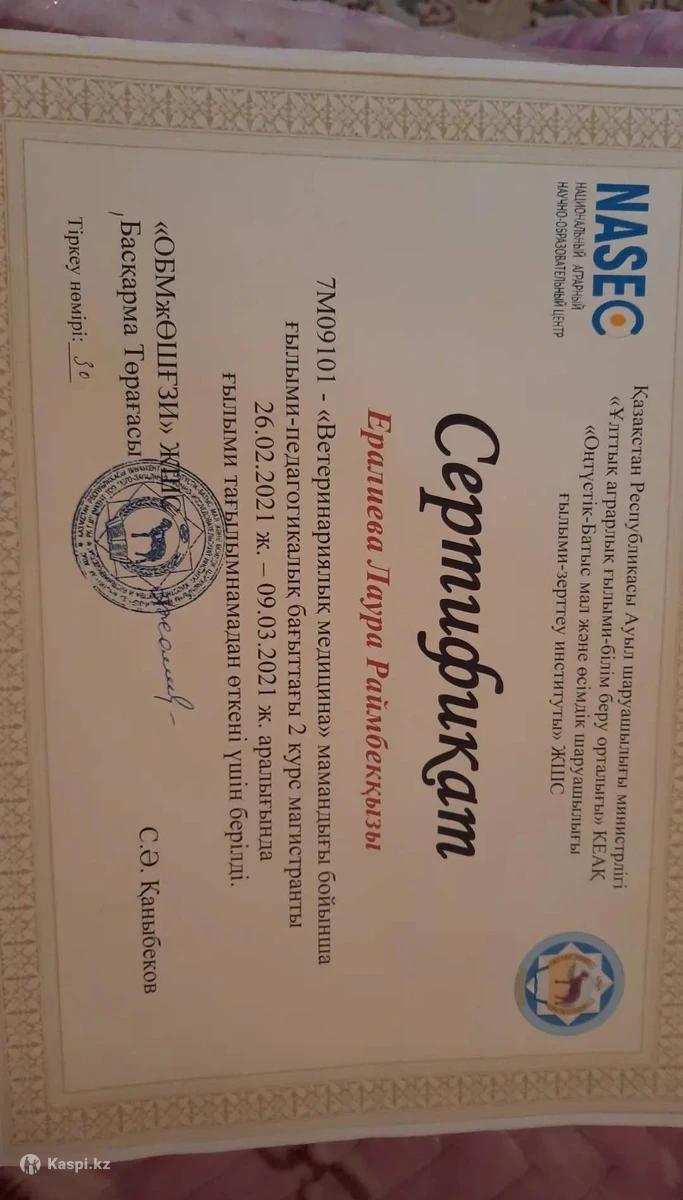 NASEC
НАЦИОНАЛЬНЫЙ АГРАРНЫЙ
НАУЧНО-ОБРАЗОВАТЕЛЬНЫЙ ЦЕНТР
Қазақстан Республикасы Ауыл шаруашылығы министрлігі
«Ұлттық аграрлық ғылыми-білім беру орталығы» КЕАҚ
«Оңтүстік-Батыс мал және өсімдік шаруашылығы
ғылыми-зерттеу институты» ЖШС
Сертификат
Ералиева Лаура Раймбекқызы
7M09101 - «Ветеринариялық медицина» мамандығы бойынша
ғылыми-педагогикалық бағыттағы 2 курс магистранты
26.02.2021 ж. – 09.03.2021 ж. аралығында
ғылыми тағылымнамадан өткені үшін берілді.
«ОБМжӨШҒЗИ» ЖШС
Басқарма Төрағасы
С.Ә. Қаныбеков
Тіркеу нөмірі: 30
Kaspi.kz